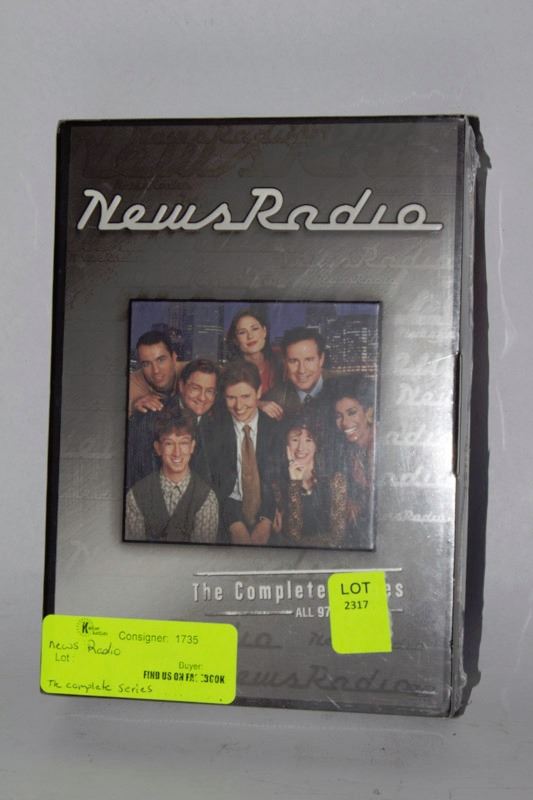 NewsRadio
The Complete
ALL 97
LOT
2317
Consigner: 1735
News Radio
Lot:
Buyer:
FIND US ON FACEBOOK
The complete series
NewsRadio